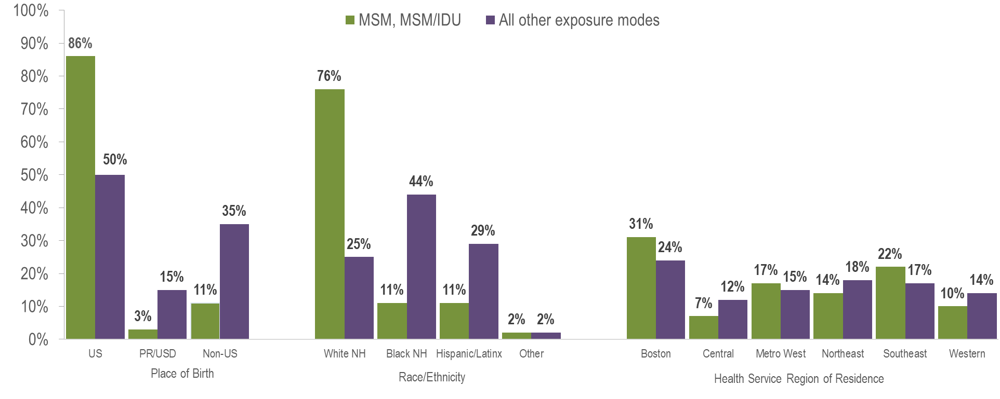 MSM, MSM/IDU All other exposure modes
100%
90%
80%
70%
60%
50%
40%
30%
20%
10%
0%
86% 50% 3% 15% 11% 35%
76% 25% 11% 44% 11% 29% 2% 2%
31% 24% 7% 12% 17% 15% 14% 18% 22% 17% 10% 14%
US PR/USD Non-US White NH Black NH Hispanic/Latinx Other Boston Central Metro West Northeast Southeast Western
Place of Birth Race/Ethnicity Health Service Region of Residence